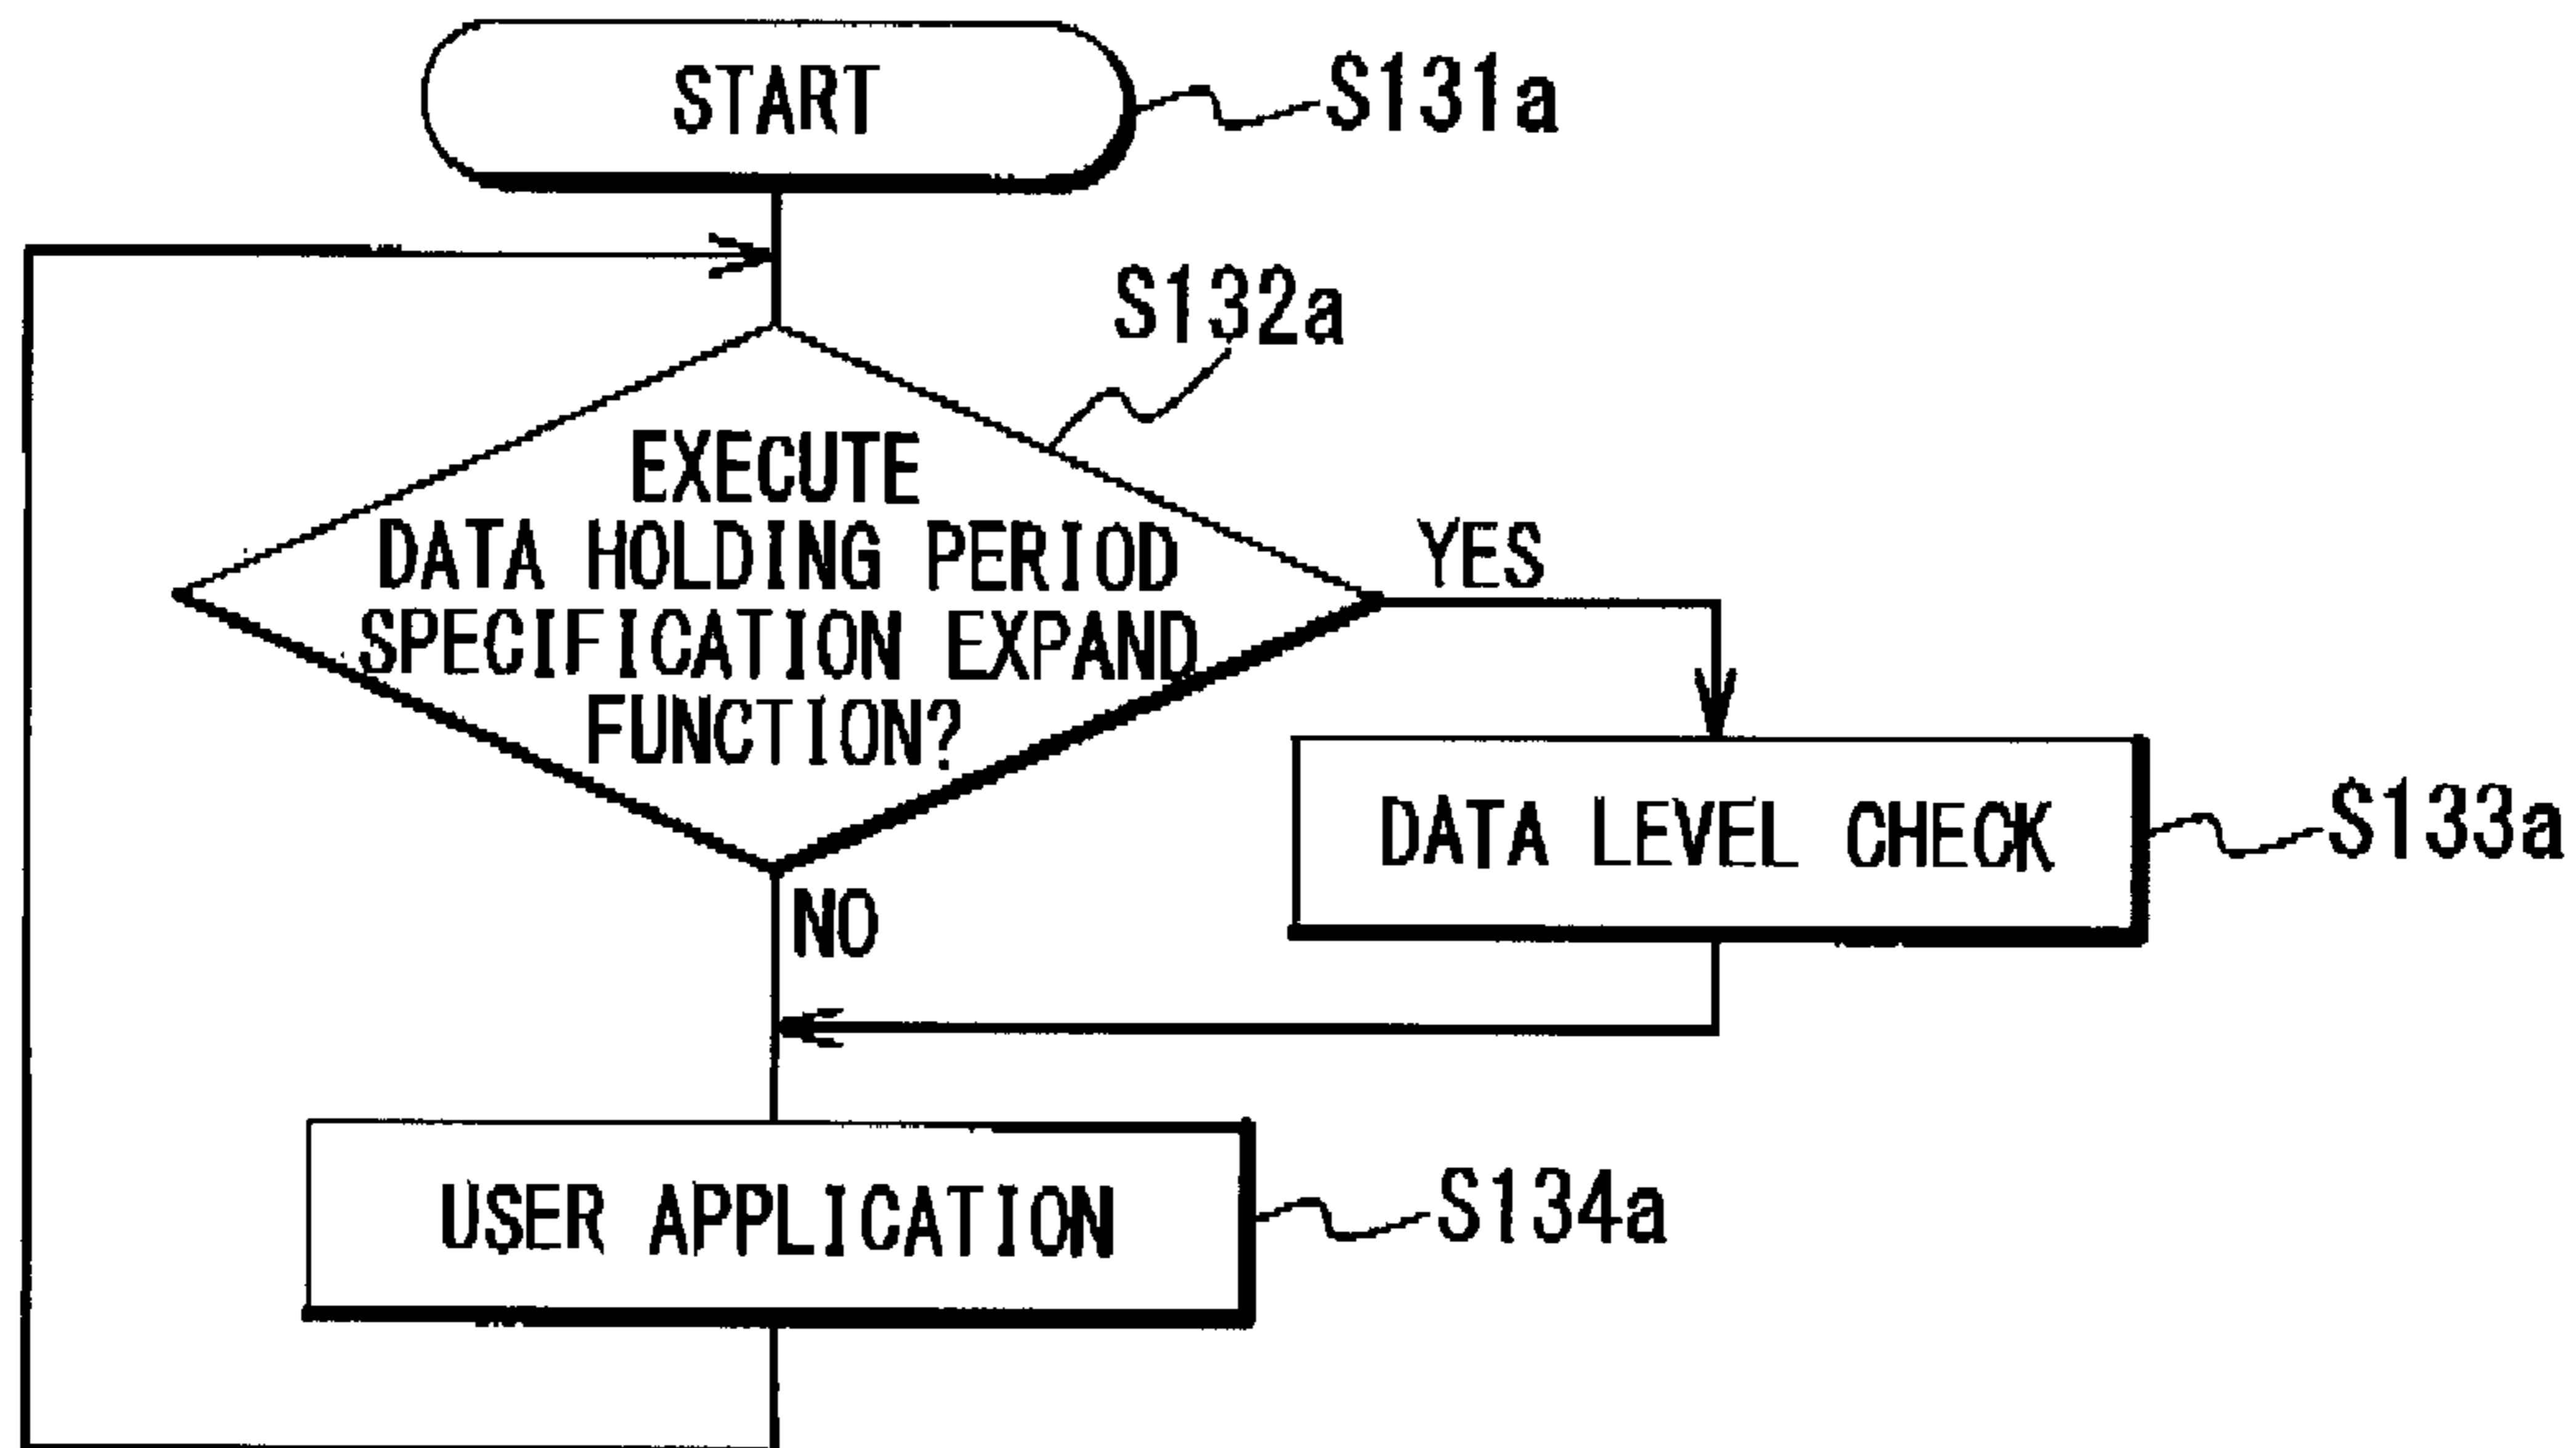 START
S131a
S132a
EXECUTE
DATA HOLDING PERIOD
SPECIFICATION EXPAND
FUNCTION?
YES
DATA LEVEL CHECK
S133a
NO
USER APPLICATION
S134a